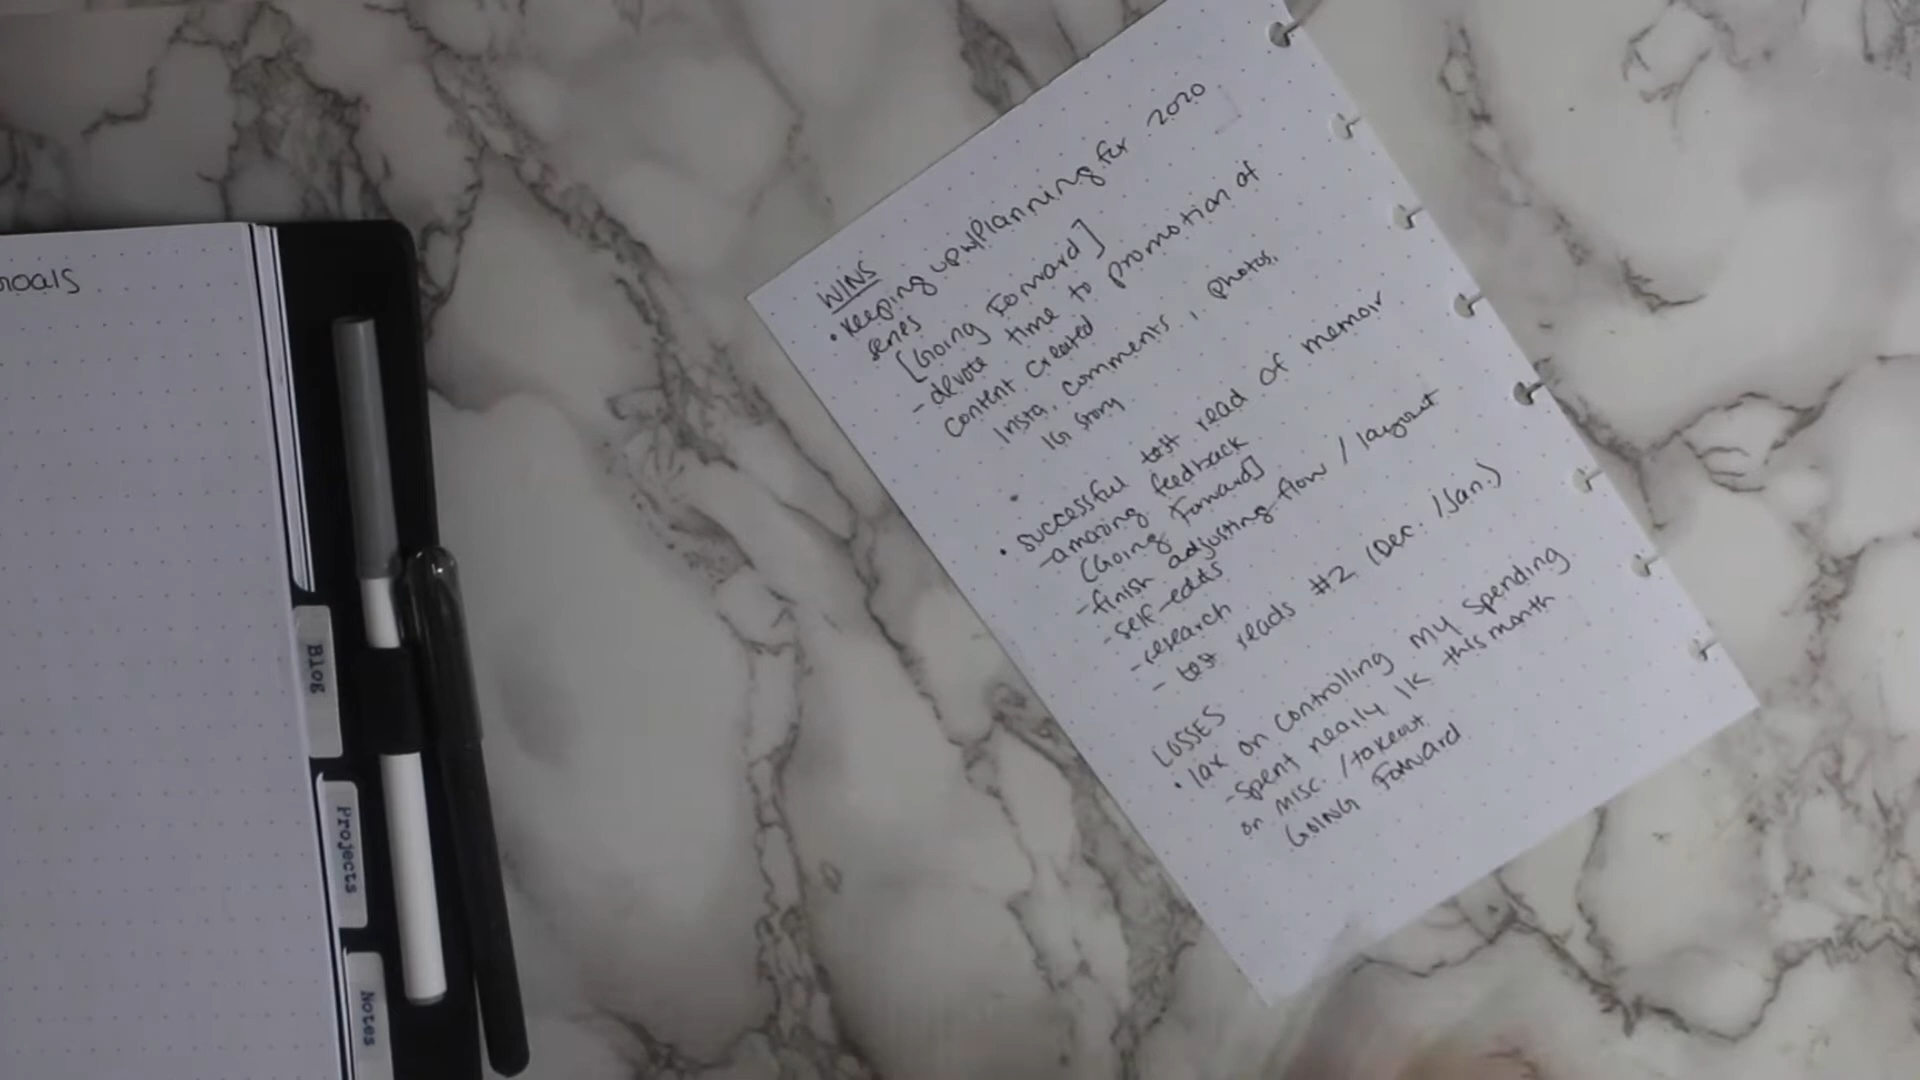 goals
Blog
Projects
Notes
WINS
• Keeping up w/Planning for 2020
series
[Going Forward]
- devote time to promotion of
content created
Insta, comments, photos,
IG story
• successful test read of memoir
- amazing feedback
(Going Forward]
- finish adjusting flow / layout
- self-edits
- research
- test reads #2 (Dec. /Jan.)
LOSSES
• lax on controlling my spending
- spent nearly 1K this month
on misc. /takeout
GOING Forward